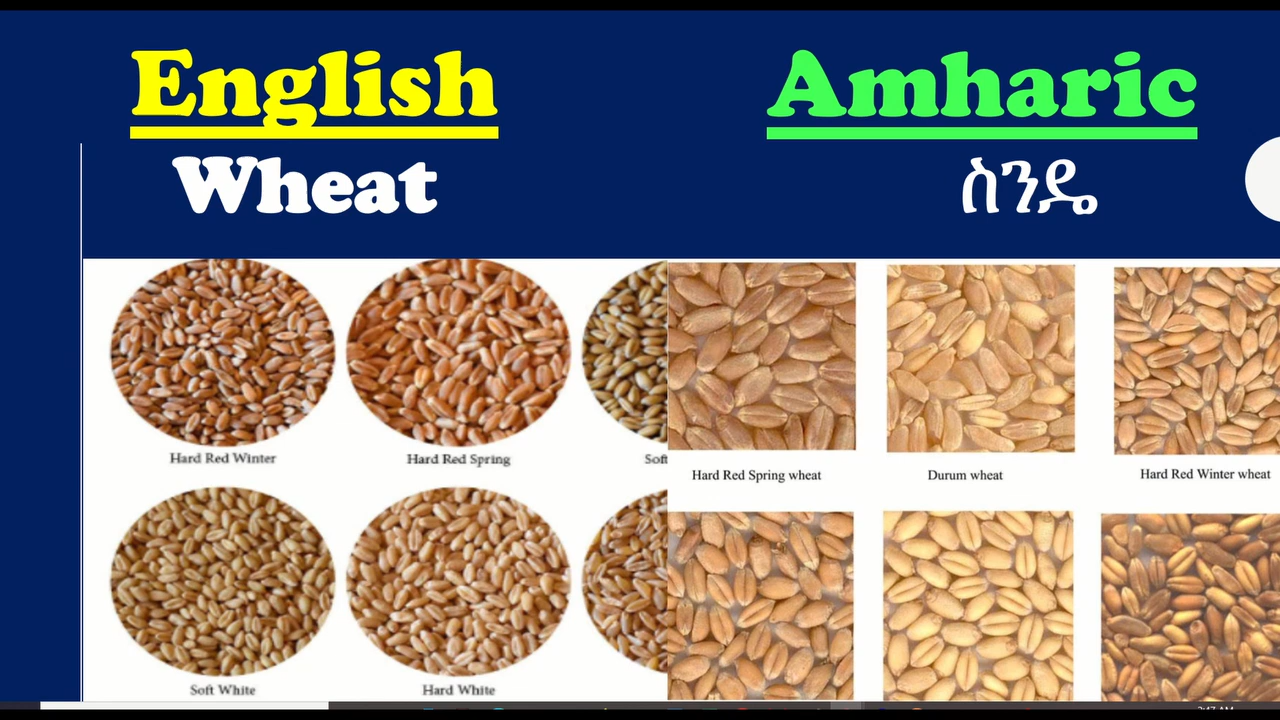 English
Amharic
Wheat
ስንዴ
Hard Red Winter
Hard Red Spring
Hard Red Spring wheat
Durum wheat
Hard Red Winter wheat
Soft White
Hard White